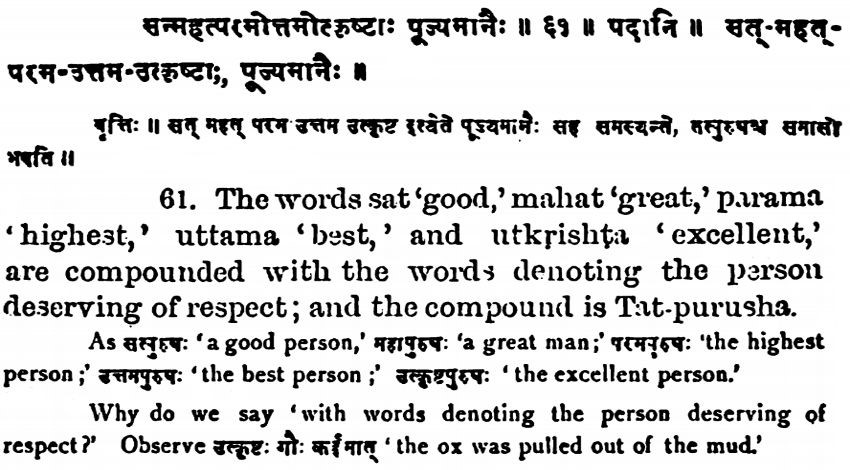 सन्महत्परमोत्तमोत्कृष्टाः पूज्यमानैः ॥ ६१ ॥ पदानि ॥ सत्-महत्-
परम-उत्तम-उत्कृष्टाः, पूज्यमानैः ॥
वृत्तिः ॥ सत् महत् परम उत्तम उत्कृष्ट इत्येते पूज्यमानैः सह समस्यन्ते, तत्पुरुषश्च समासो
भवति ॥
61. The words sat ‘good,’ mahat ‘great,’ parama
‘highest,’ uttama ‘best,’ and utkṛishṭa ‘excellent,’
are compounded with the words denoting the person
deserving of respect; and the compound is Tat-purusha.
As सत्पुरुषः ‘a good person,’ महापुरुषः ‘a great man;’ परमपुरुषः 'the highest
person;’ उत्तमपुरुषः ‘the best person;’ उत्कृष्टपुरुषः ‘the excellent person.’
Why do we say ‘with words denoting the person deserving of
respect?’ Observe उत्कृष्टः गौः कर्दमात् ‘the ox was pulled out of the mud.’